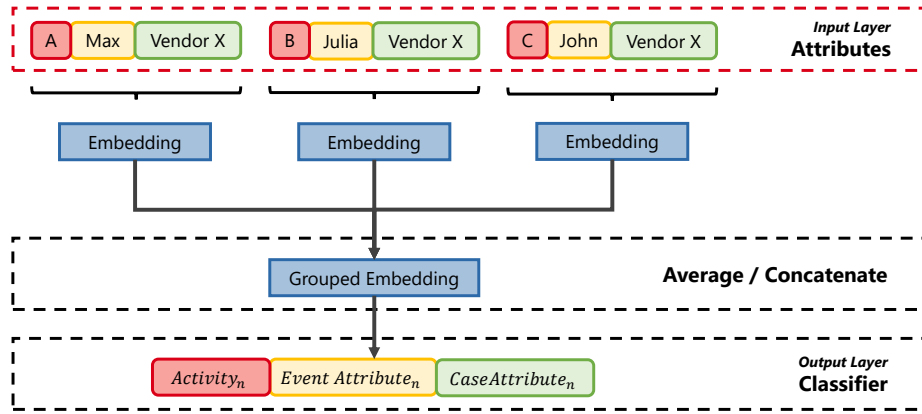 A Max Vendor X B Julia Vendor X C John Vendor X
Input Layer
Attributes
Embedding Embedding Embedding
Grouped Embedding
Average / Concatenate
Activityₙ Event Attributeₙ CaseAttributeₙ
Output Layer
Classifier